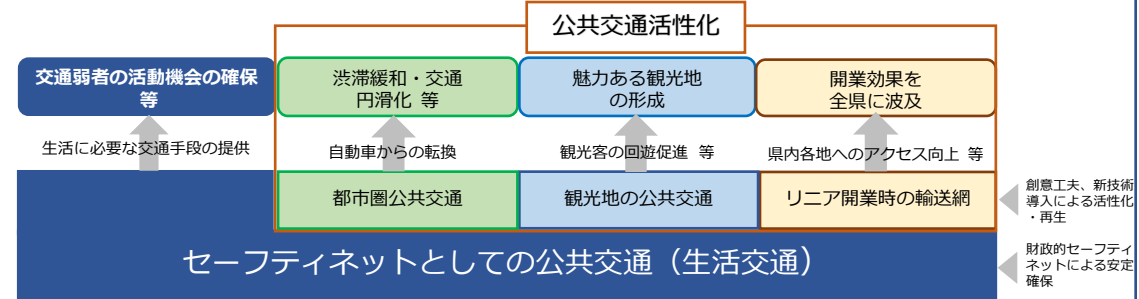 公共交通活性化
交通弱者の活動機会の確保
等
渋滞緩和・交通
円滑化 等
魅力ある観光地
の形成
開業効果を
全県に波及
生活に必要な交通手段の提供
自動車からの転換
観光客の回遊促進 等
県内各地へのアクセス向上 等
都市圏公共交通
観光地の公共交通
リニア開業時の輸送網
創意工夫、新技術
導入による活性化
・再生
セーフティネットとしての公共交通（生活交通）
財政的セーフティ
ネットによる安定
確保